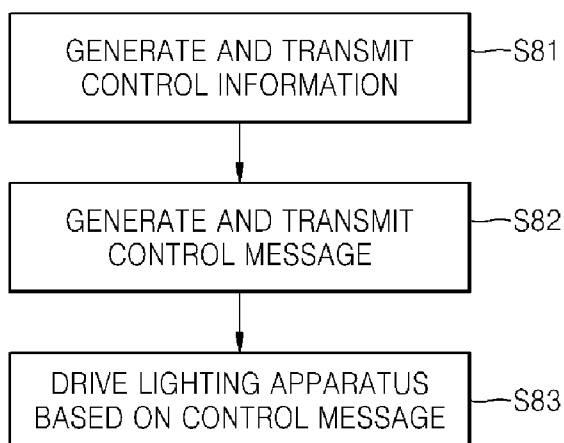 GENERATE AND TRANSMIT
CONTROL INFORMATION
S81
GENERATE AND TRANSMIT
CONTROL MESSAGE
S82
DRIVE LIGHTING APPARATUS
BASED ON CONTROL MESSAGE
S83